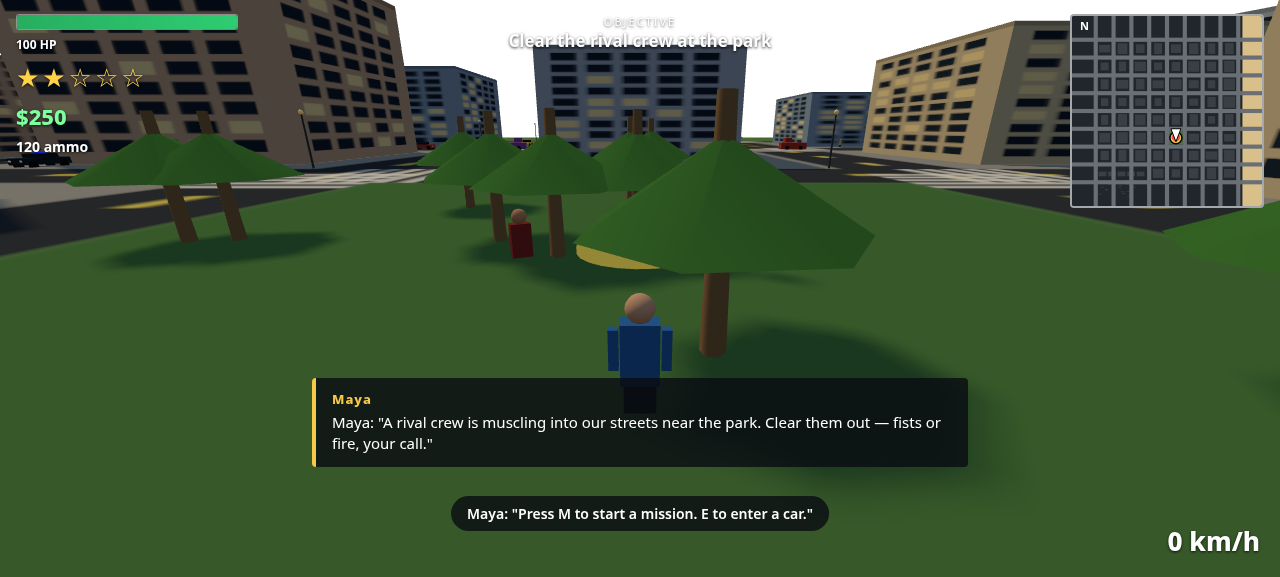 100 HP
★★☆☆☆
$250
120 ammo
OBJECTIVE
Clear the rival crew at the park
N
Maya
Maya: "A rival crew is muscling into our streets near the park. Clear them out — fists or
fire, your call."
Maya: "Press M to start a mission. E to enter a car."
0 km/h